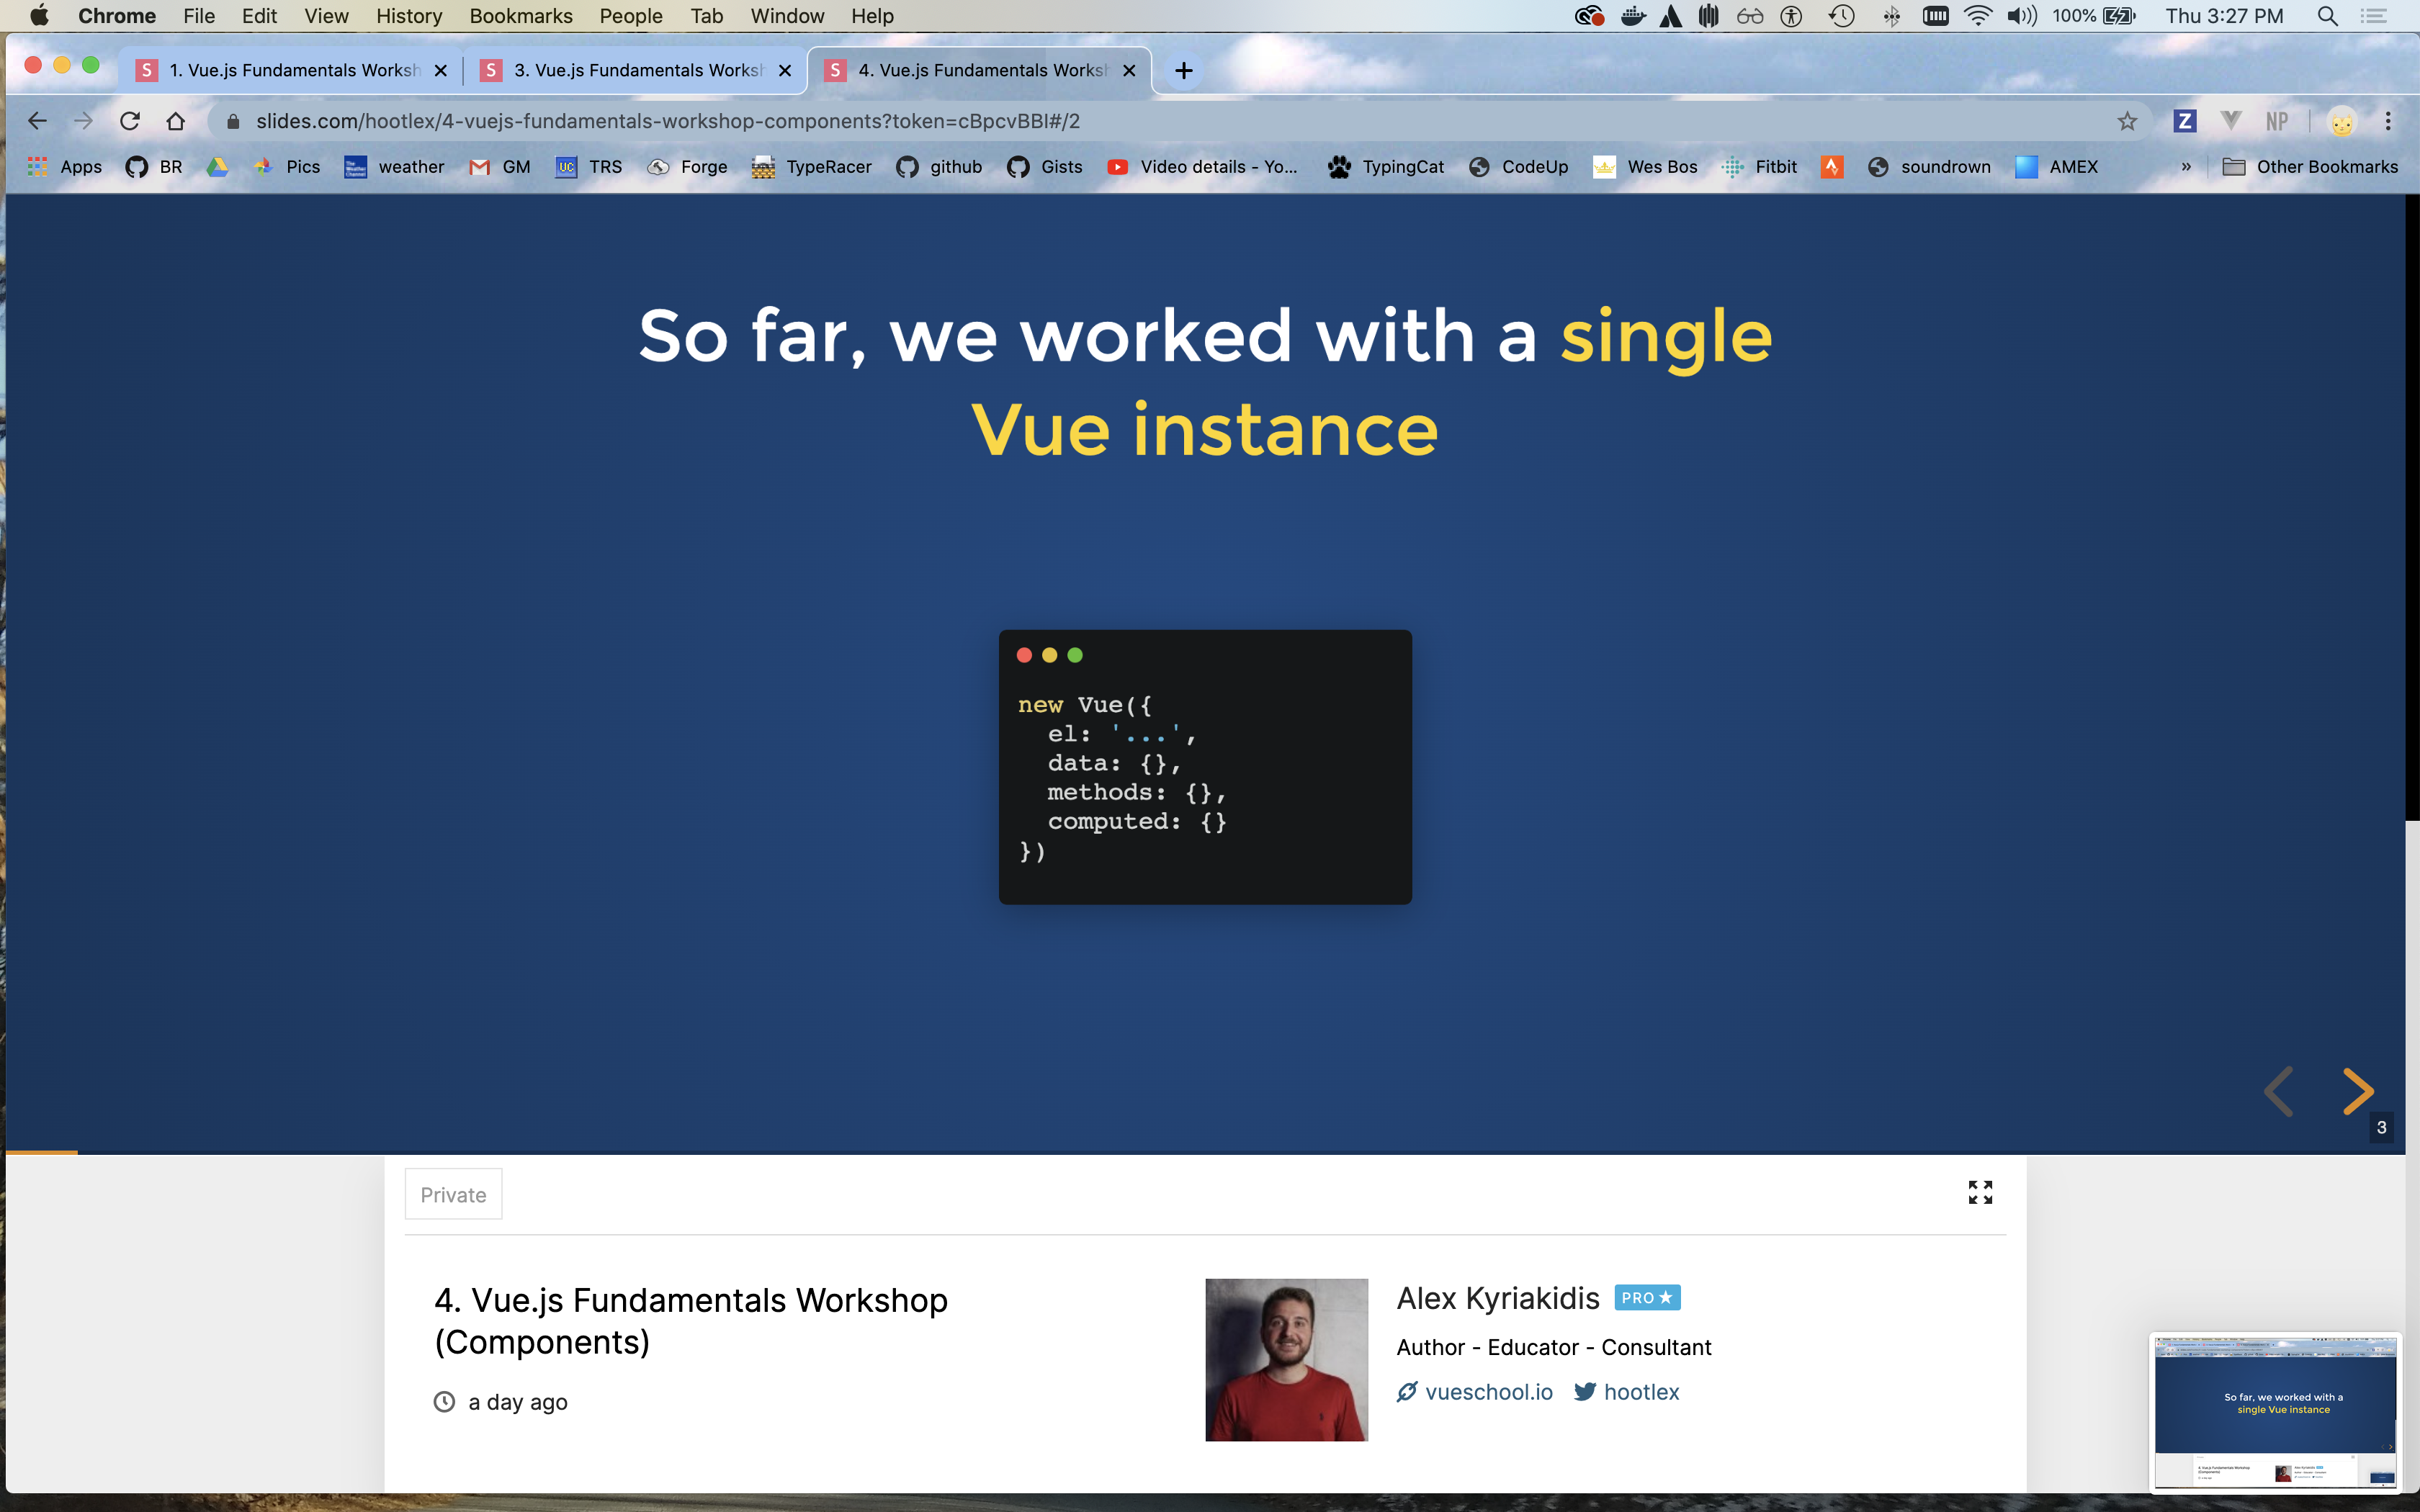 Chrome File Edit View History Bookmarks People Tab Window Help 100% Thu 3:27 PM
S 1. Vue.js Fundamentals Worksh S 3. Vue.js Fundamentals Worksh S 4. Vue.js Fundamentals Worksh
slides.com/hootlex/4-vuejs-fundamentals-workshop-components?token=cBpcvBBI#/2 Z NP
Apps BR Pics weather GM UC TRS Forge TypeRacer github Gists Video details - Yo... TypingCat CodeUp Wes Bos Fitbit soundrown AMEX » Other Bookmarks
So far, we worked with a single
Vue instance
new Vue({
el: '...',
data: {},
methods: {},
computed: {}
})
3
Private
4. Vue.js Fundamentals Workshop
(Components)
a day ago
Alex Kyriakidis PRO
Author - Educator - Consultant
vueschool.io hootlex
So far, we worked with a
single Vue instance